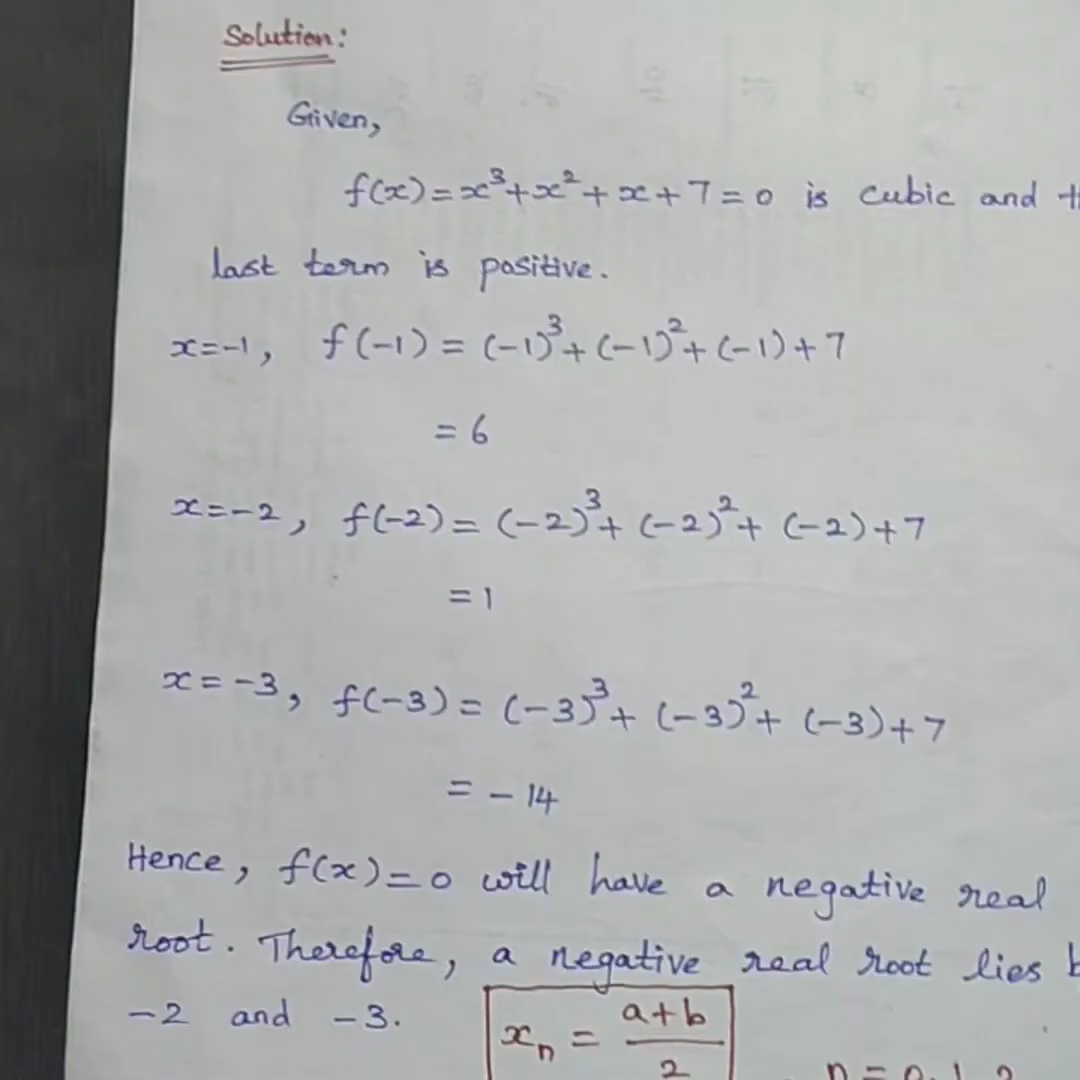 Solution:
Given,
f(x)=x³+x²+x+7=0 is cubic and
last term is positive.
x=-1, f(-1) = (-1)³+(-1)²+(-1)+7
= 6
x=-2, f(-2) = (-2)³+(-2)²+(-2)+7
= 1
x=-3, f(-3) = (-3)³+(-3)²+(-3)+7
= -14
Hence, f(x)=0 will have a negative real
root. Therefore, a negative real root lies
-2 and -3.
xₙ = (a+b)/2
n = 0, 1, 2